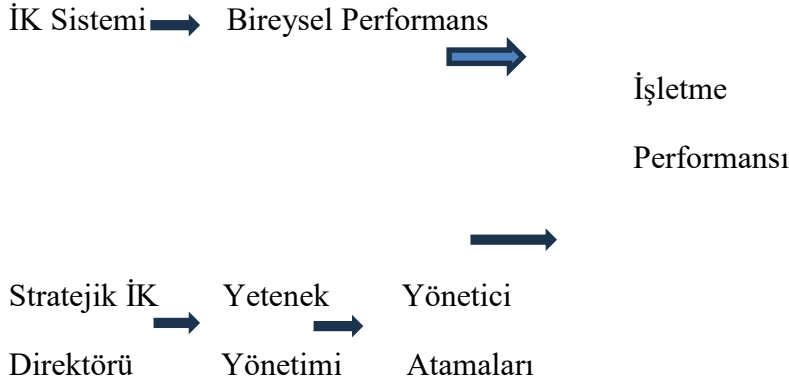 İK Sistemi Bireysel Performans
İşletme
Performansı
Stratejik İK Yetenek Yönetici
Direktörü Yönetimi Atamaları